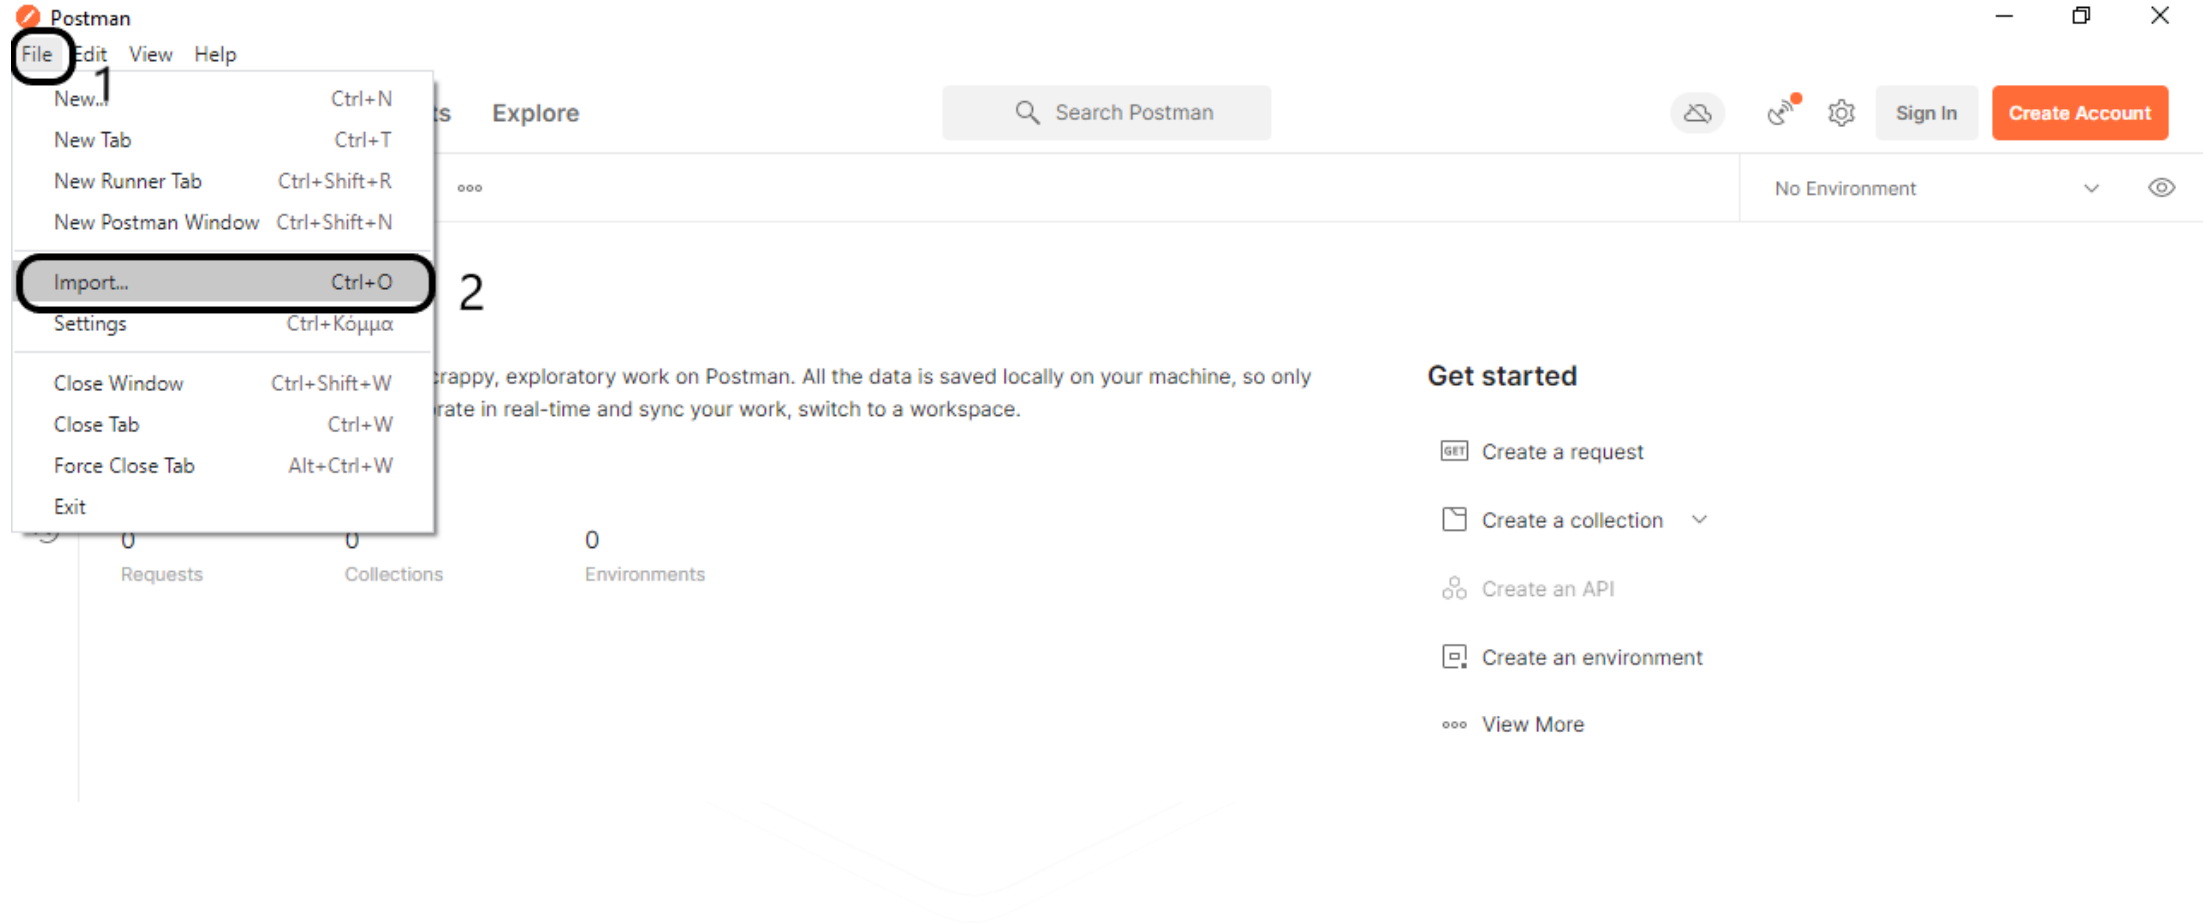 Postman
File Edit View Help
1
New... Ctrl+N
New Tab Ctrl+T
New Runner Tab Ctrl+Shift+R
New Postman Window Ctrl+Shift+N
Import... Ctrl+O
2
Settings Ctrl+Κόμμα
Close Window Ctrl+Shift+W
Close Tab Ctrl+W
Force Close Tab Alt+Ctrl+W
Exit
Explore
Search Postman
Sign In
Create Account
No Environment
exploratory work on Postman. All the data is saved locally on your machine, so only
in real-time and sync your work, switch to a workspace.
0 0 0
Requests Collections Environments
Get started
GET Create a request
Create a collection
Create an API
Create an environment
View More